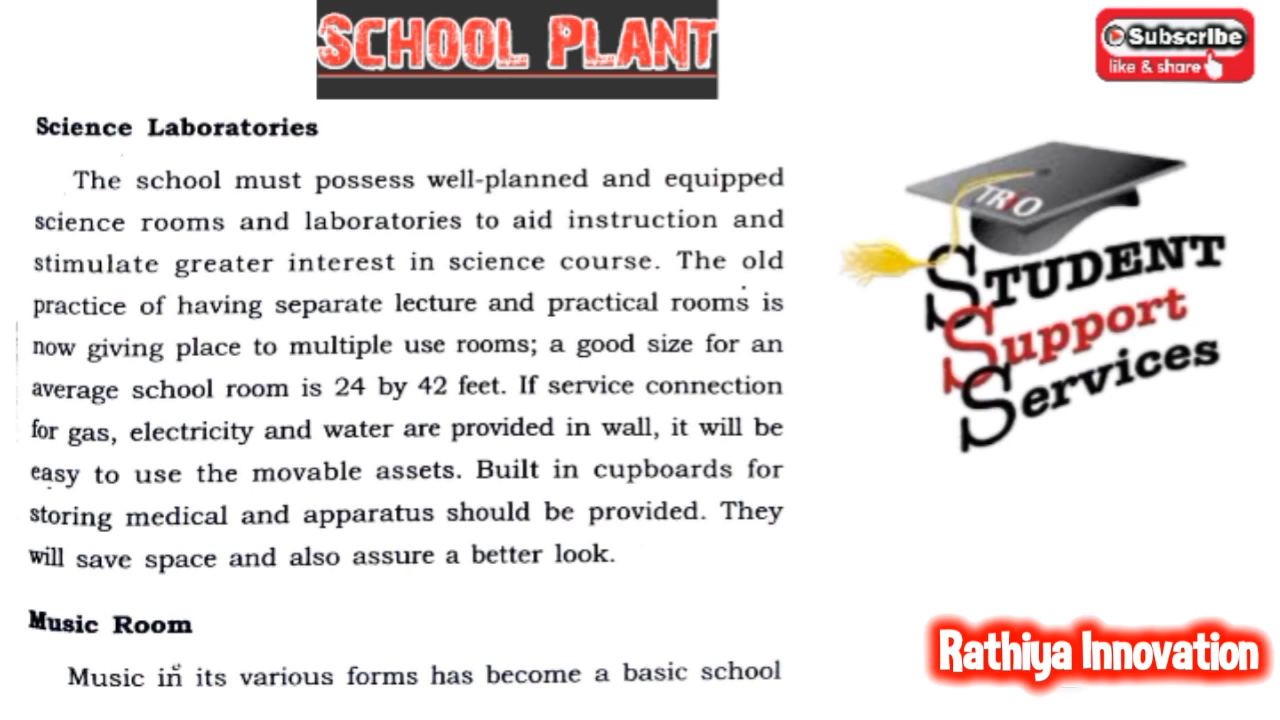 SCHOOL PLANT
Subscribe
like & share
Science Laboratories
The school must possess well-planned and equipped
science rooms and laboratories to aid instruction and
stimulate greater interest in science course. The old
practice of having separate lecture and practical rooms is
now giving place to multiple use rooms; a good size for an
average school room is 24 by 42 feet. If service connection
for gas, electricity and water are provided in wall, it will be
easy to use the movable assets. Built in cupboards for
storing medical and apparatus should be provided. They
will save space and also assure a better look.
Music Room
Music in its various forms has become a basic school
TRiO
STUDENT
Support
Services
Rathiya Innovation